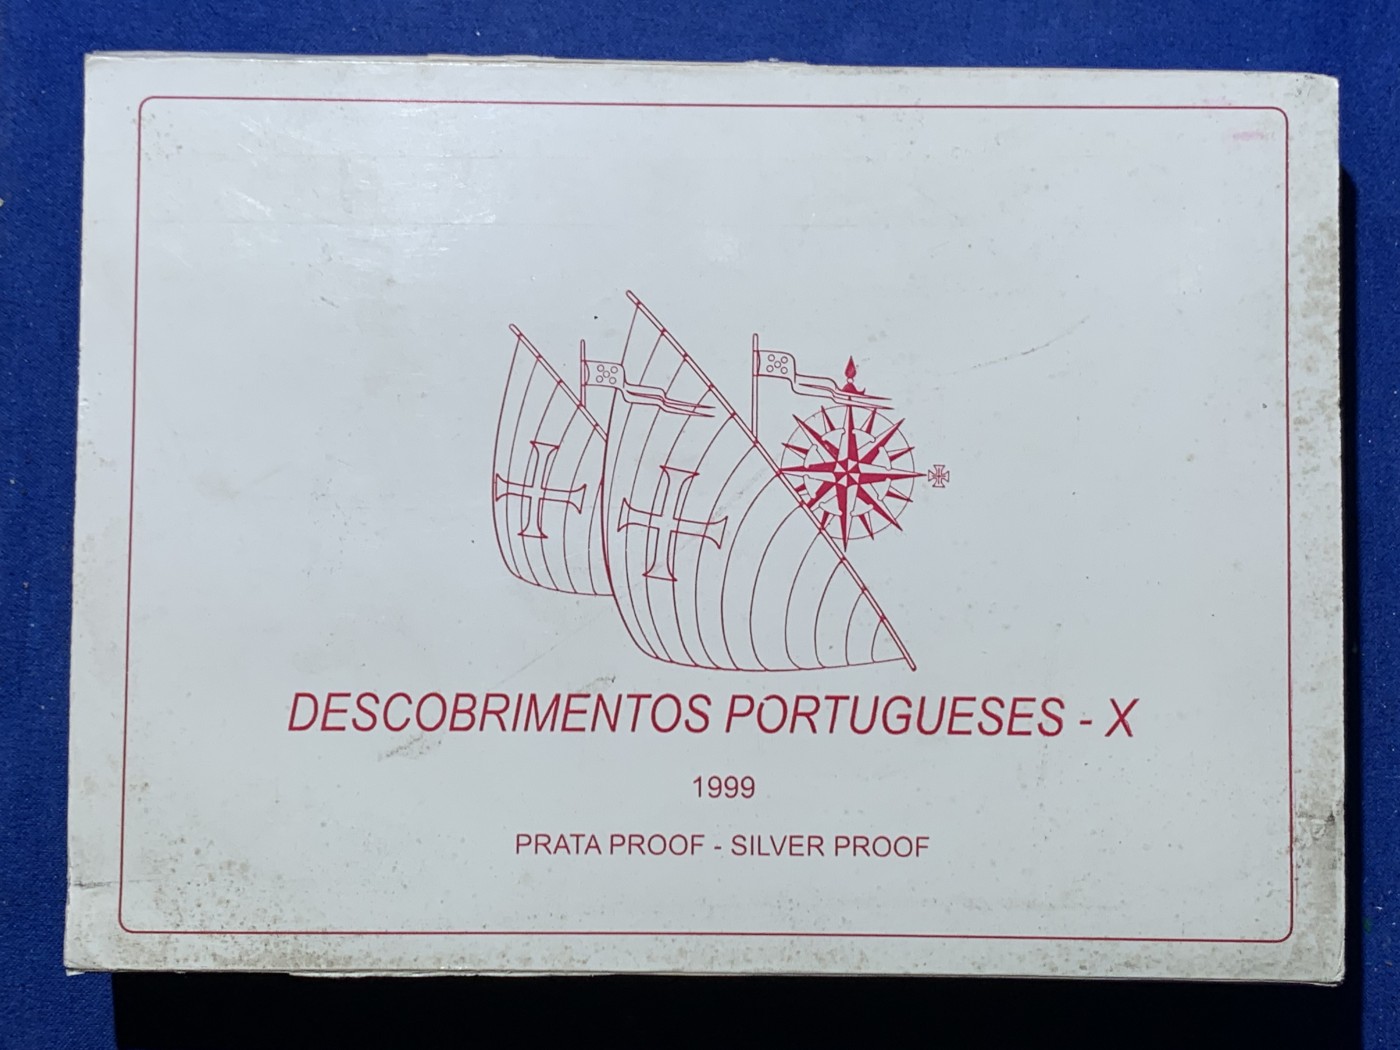 DESCOBRIMENTOS PORTUGUESES - X
1999
PRATA PROOF - SILVER PROOF